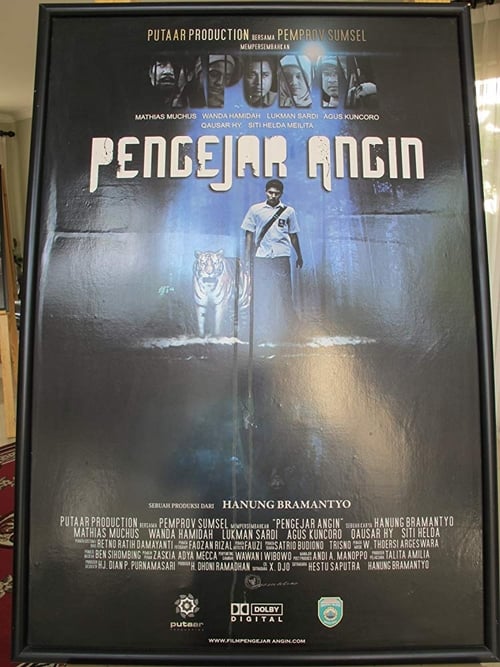 PUTAAR PRODUCTION BERSAMA PEMPROV SUMSEL
MEMPERSEMBAHKAN
MATHIAS MUCHUS WANDA HAMIDAH LUKMAN SARDI AGUS KUNCORO
QAUSAR HY SITI HELDA MEILITA
PENGEJAR ANGIN
SEBUAH PRODUKSI DARI HANUNG BRAMANTYO
PUTAAR PRODUCTION BERSAMA PEMPROV SUMSEL MEMPERSEMBAHKAN "PENGEJAR ANGIN" SEBUAH KARYA HANUNG BRAMANTYO
MATHIAS MUCHUS WANDA HAMIDAH LUKMAN SARDI AGUS KUNCORO QAUSAR HY SITI HELDA
RETNO RATIH DAMAYANTI FAOZAN RIZAL FAUZI SATRIO BUDIONO TRISNO W THOERSI ARGESWARA
BEN SIHOMBING ZASKIA ADYA MECCA WAWAN I WIBOWO ANDI A. MANOPPO TALITA AMILIA
HJ. DIAN P. PURNAMASARI H. DHONI RAMADHAN X. DJO HESTU SAPUTRA HANUNG BRAMANTYO
putaar
DOLBY
DIGITAL
WWW.FILMPENGEJAR ANGIN.COM